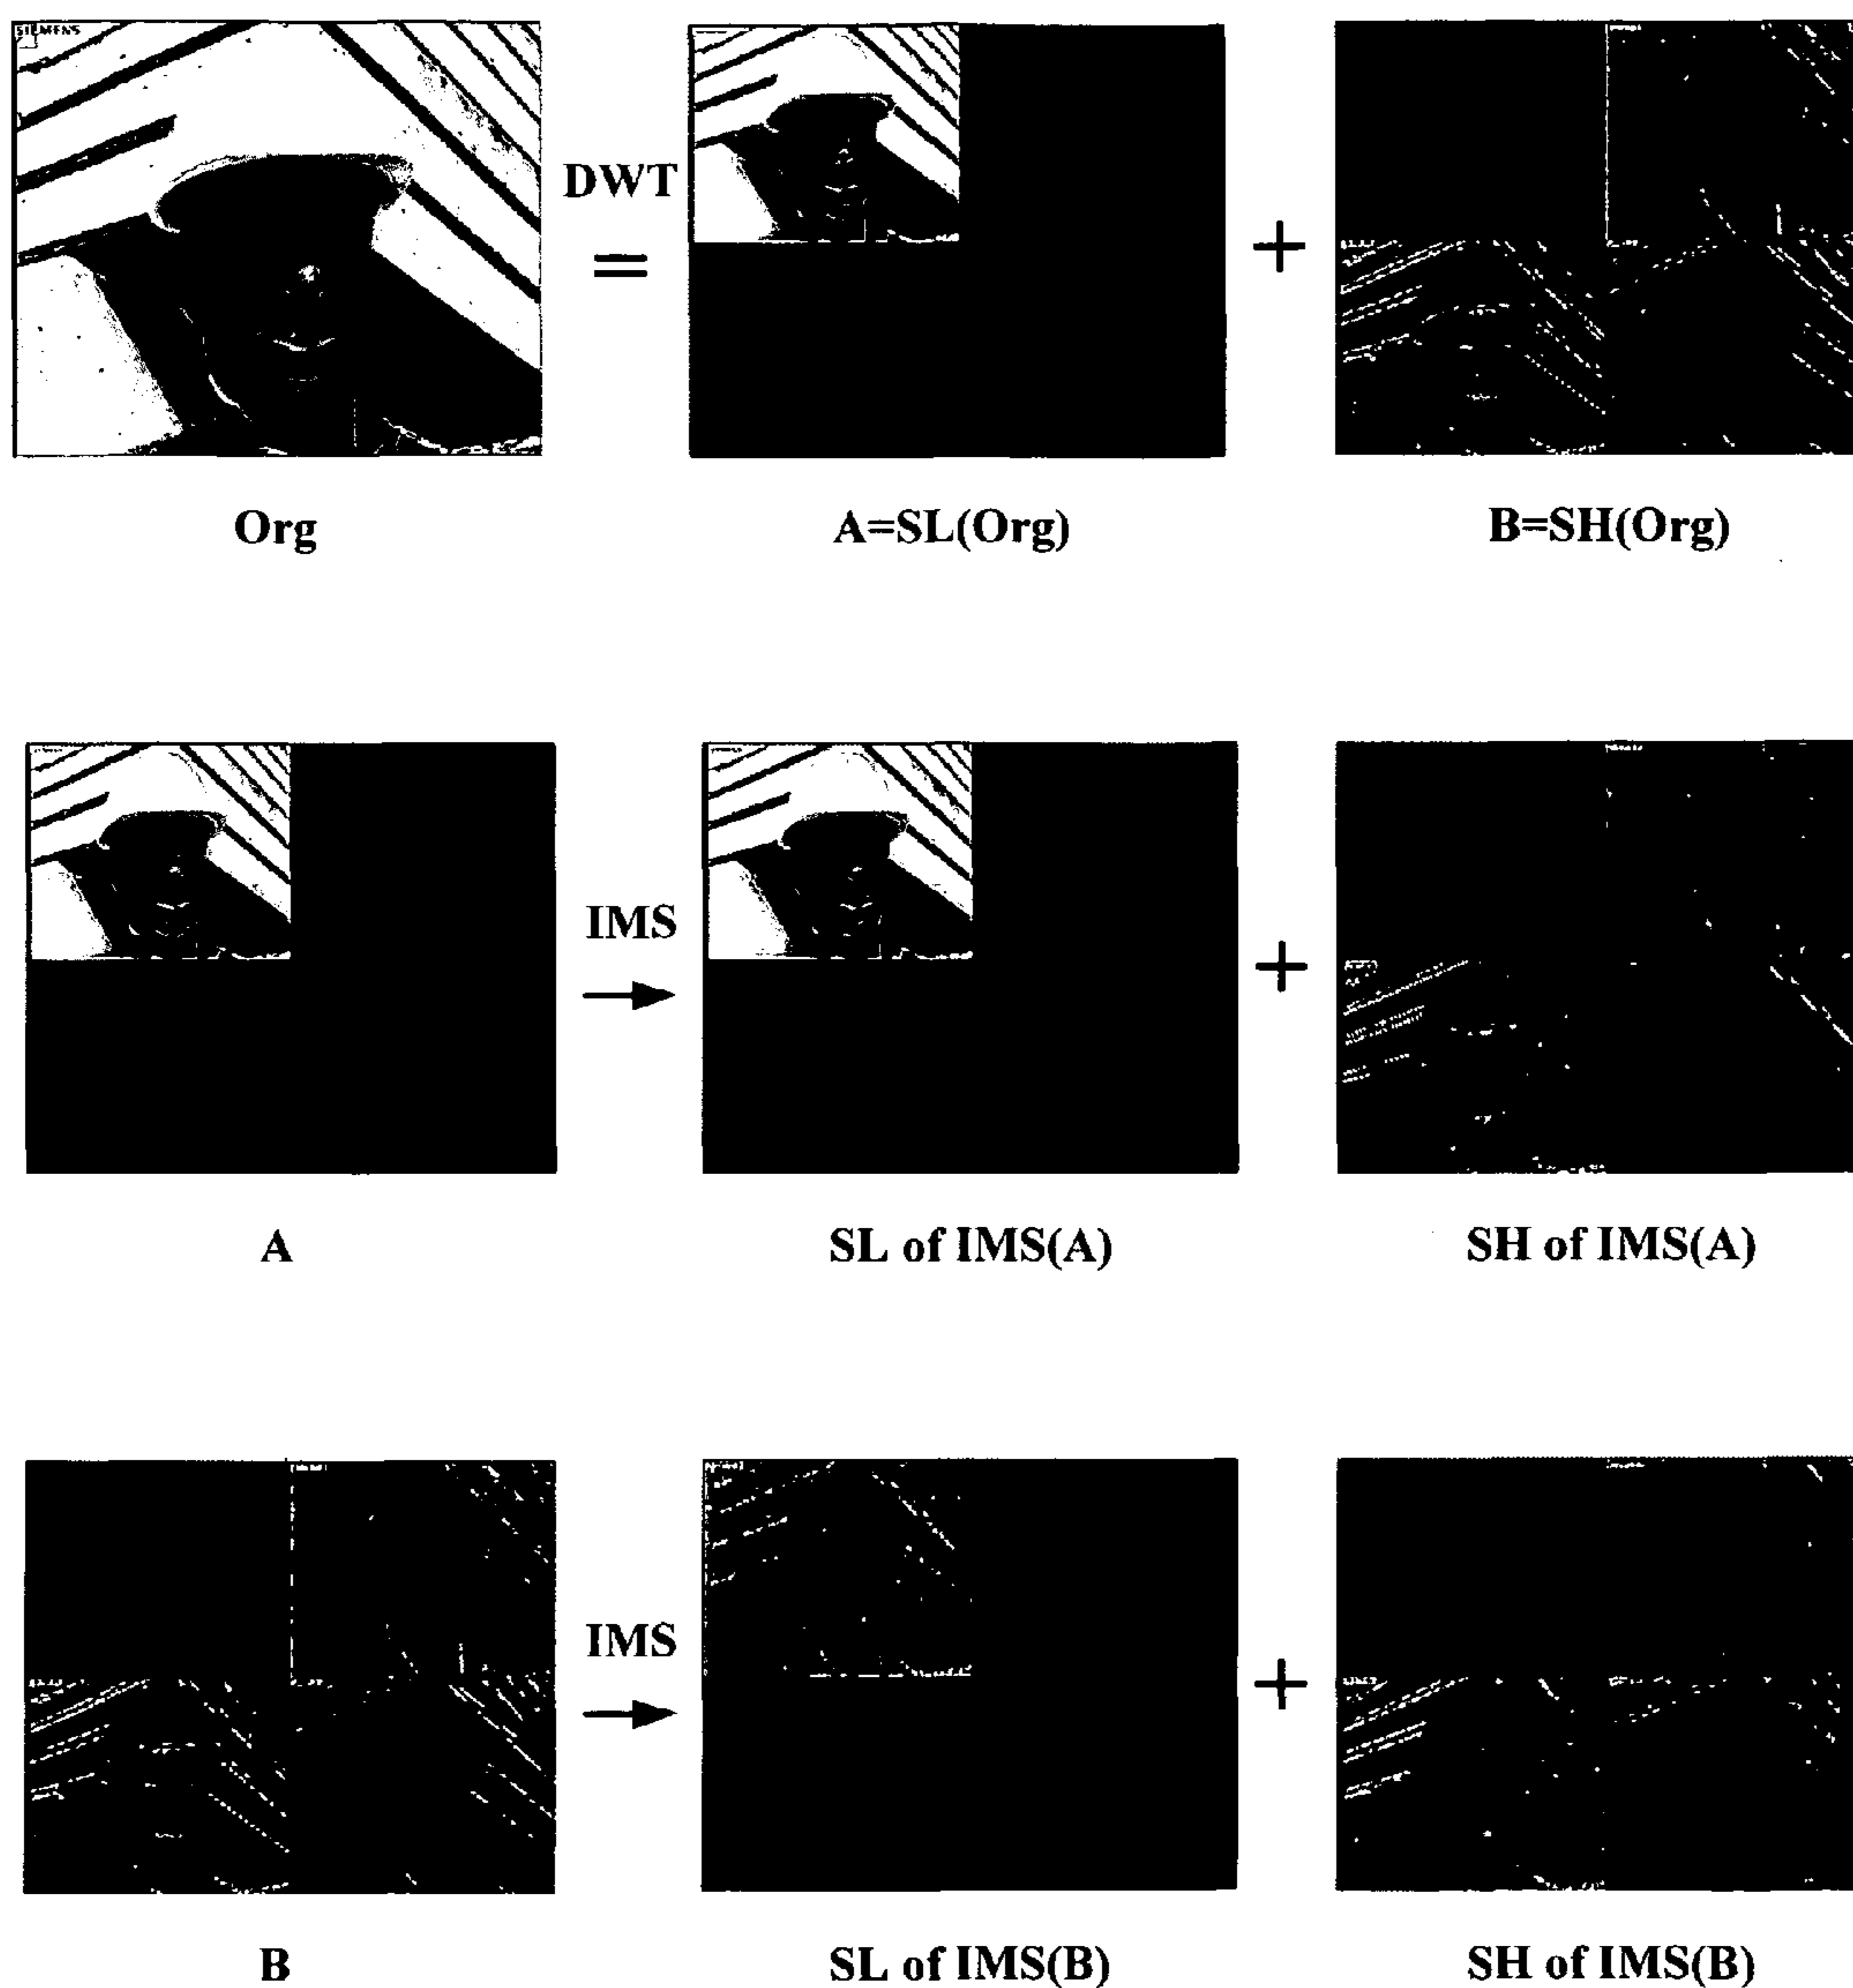 SIEMENS
DWT
=
+
Org
A=SL(Org)
B=SH(Org)
IMS
+
A
SL of IMS(A)
SH of IMS(A)
IMS
+
B
SL of IMS(B)
SH of IMS(B)